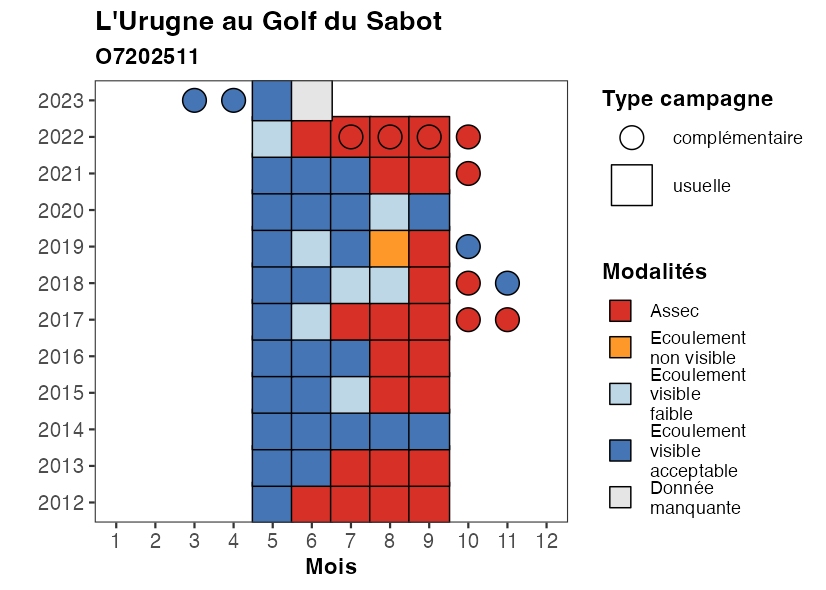 L'Urugne au Golf du Sabot
O7202511
2023
2022
2021
2020
2019
2018
2017
2016
2015
2014
2013
2012
1 2 3 4 5 6 7 8 9 10 11 12
Mois
Type campagne
complémentaire
usuelle
Modalités
Assec
Ecoulement
non visible
Ecoulement
visible
faible
Ecoulement
visible
acceptable
Donnée
manquante